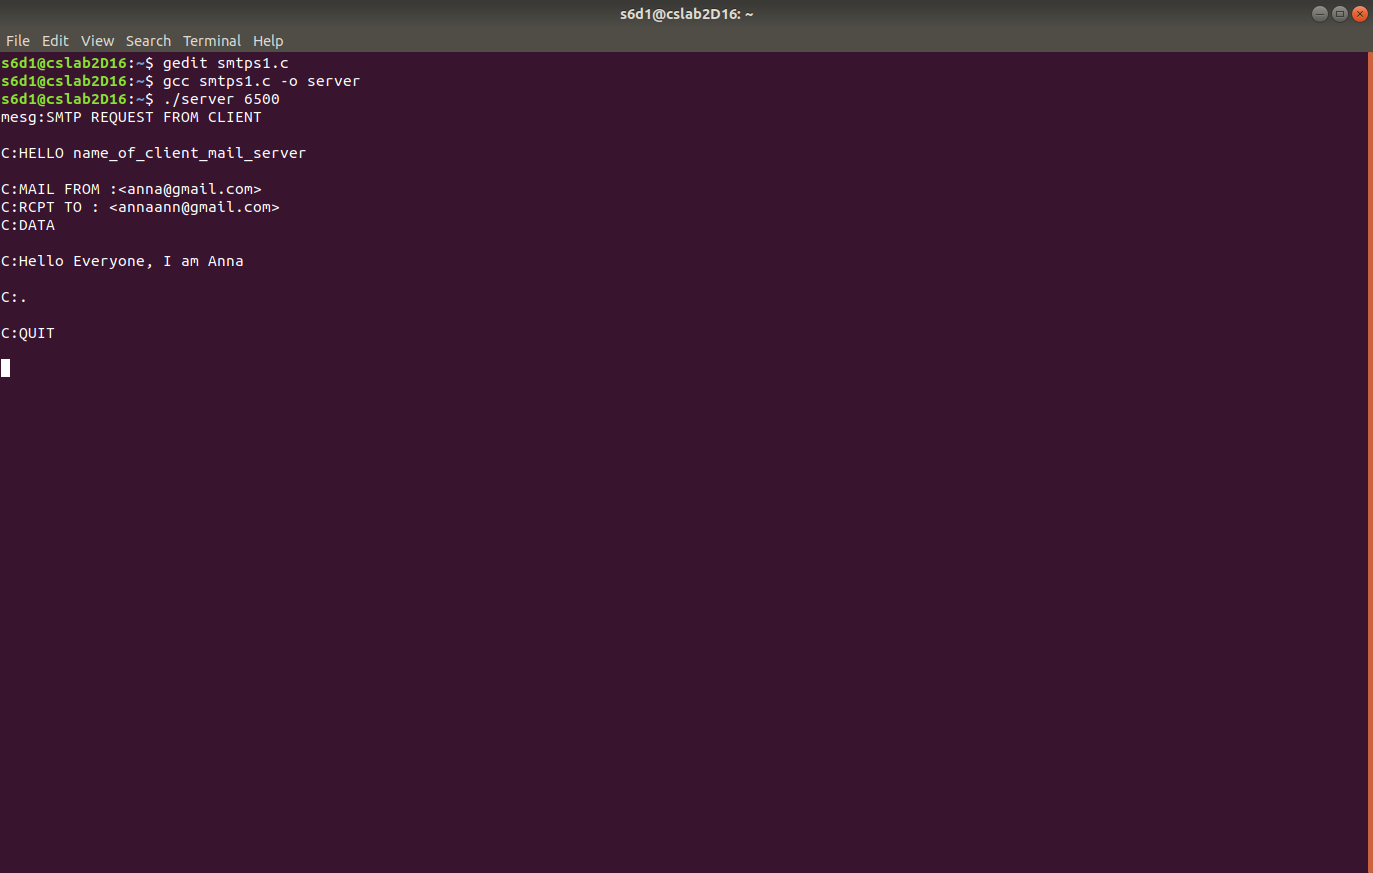 s6d1@cslab2D16: ~
File Edit View Search Terminal Help
s6d1@cslab2D16:~$ gedit smtps1.c
s6d1@cslab2D16:~$ gcc smtps1.c -o server
s6d1@cslab2D16:~$ ./server 6500
mesg:SMTP REQUEST FROM CLIENT
C:HELLO name_of_client_mail_server
C:MAIL FROM :<anna@gmail.com>
C:RCPT TO : <annaann@gmail.com>
C:DATA
C:Hello Everyone, I am Anna
C:.
C:QUIT